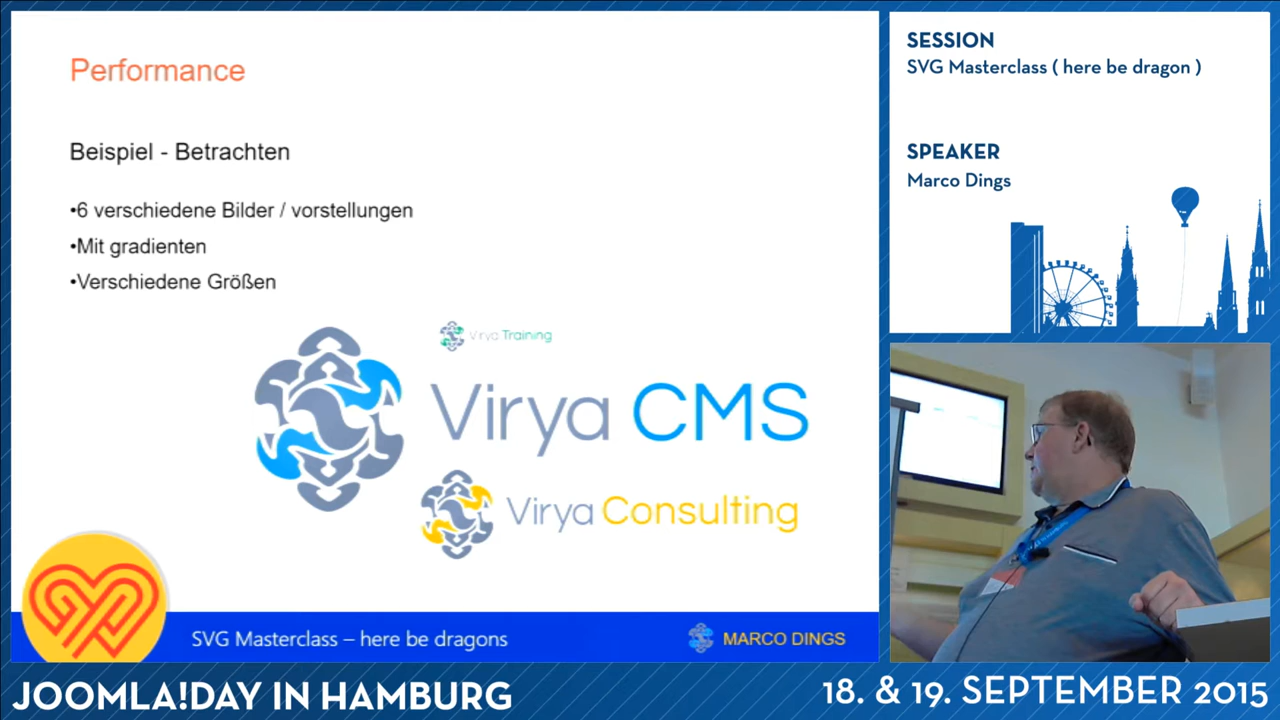 Performance
Beispiel - Betrachten
•6 verschiedene Bilder / vorstellungen
•Mit gradienten
•Verschiedene Größen
Virya Training
Virya CMS
Virya Consulting
SVG Masterclass – here be dragons
MARCO DINGS
SESSION
SVG Masterclass ( here be dragon )
SPEAKER
Marco Dings
JOOMLA!DAY IN HAMBURG
18. & 19. SEPTEMBER 2015